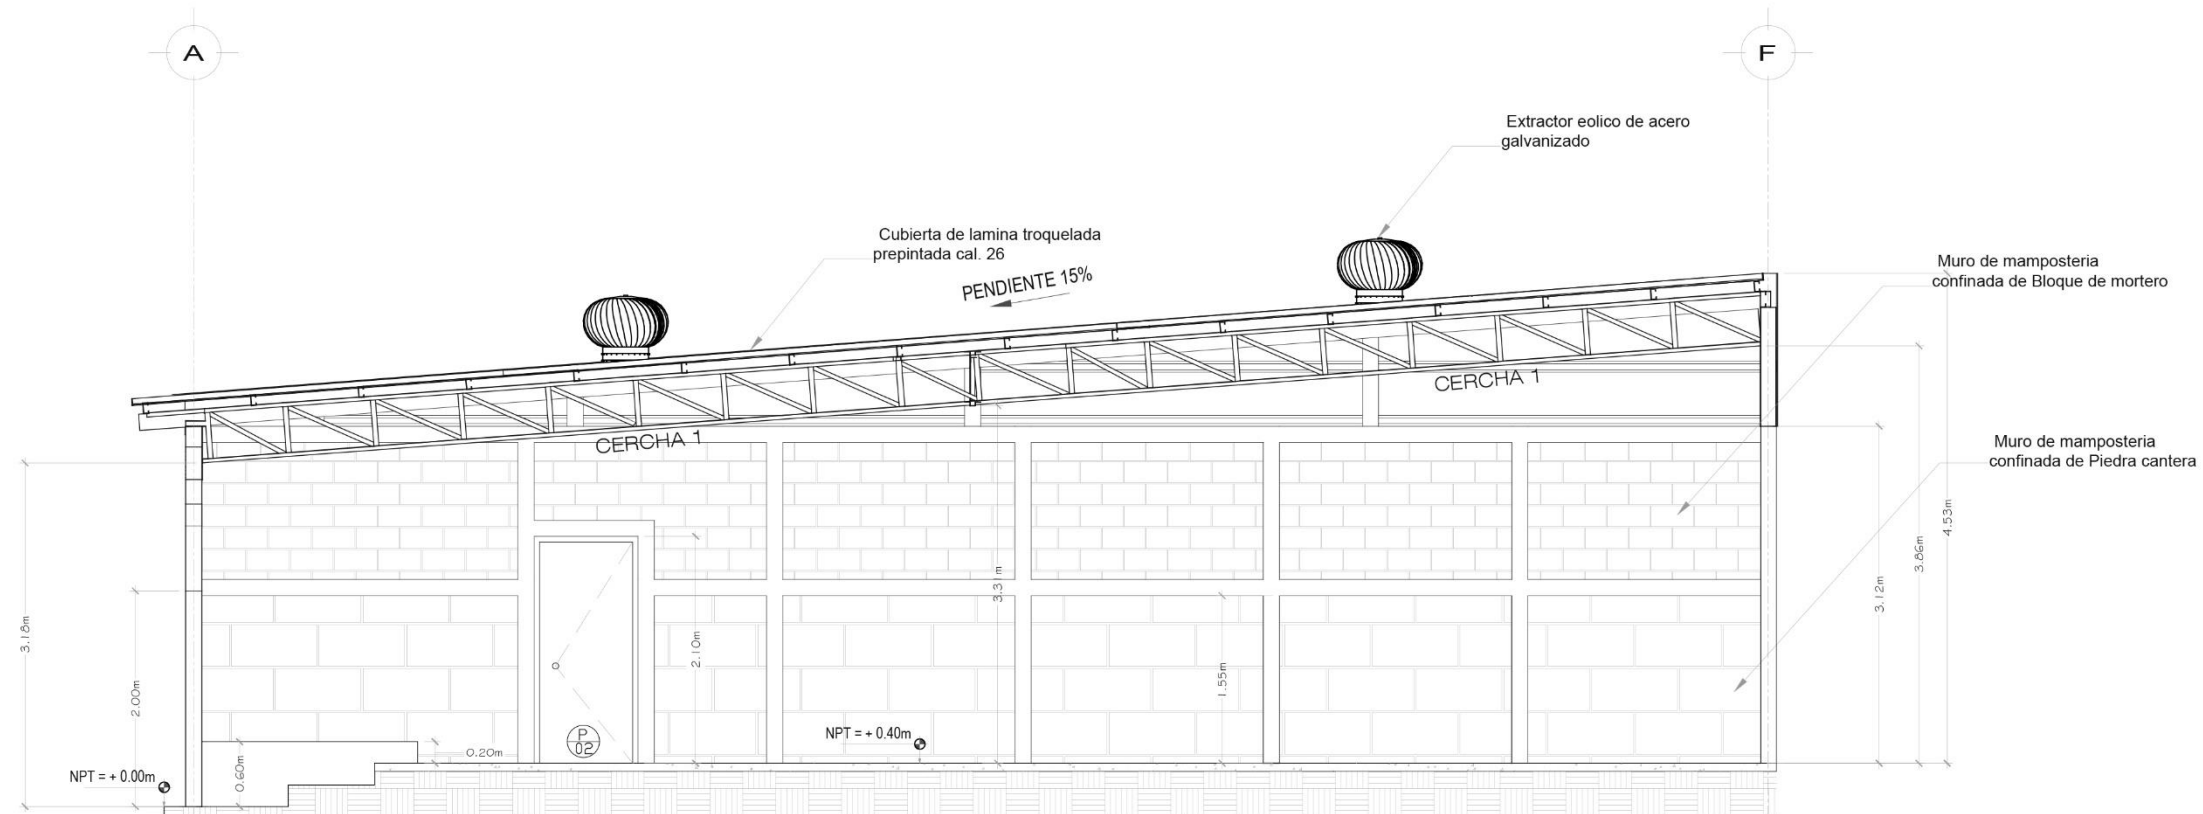 A
F
Extractor eolico de acero
galvanizado
Cubierta de lamina troquelada
prepintada cal. 26
PENDIENTE 15%
Muro de mamposteria
confinada de Bloque de mortero
CERCHA 1
CERCHA 1
Muro de mamposteria
confinada de Piedra cantera
3.18m
2.00m
0.60m
0.20m
2.10m
3.31m
1.55m
3.12m
3.86m
4.53m
P
02
NPT = + 0.40m
NPT = + 0.00m